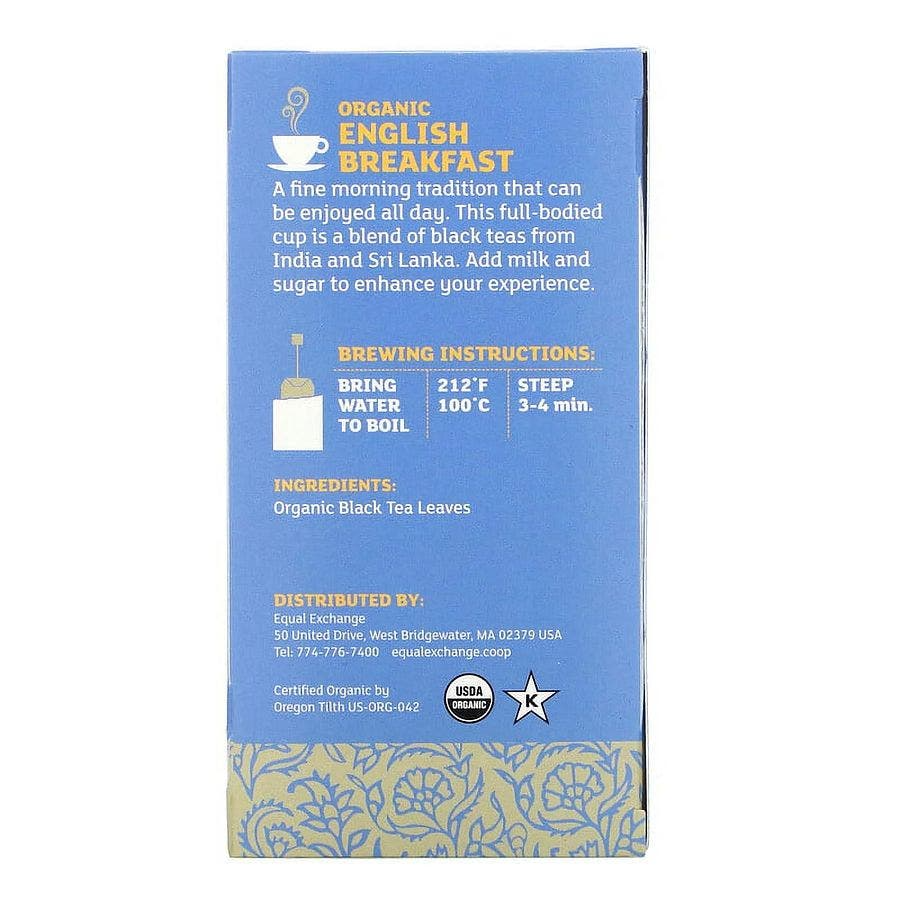 ORGANIC
ENGLISH
BREAKFAST
A fine morning tradition that can
be enjoyed all day. This full-bodied
cup is a blend of black teas from
India and Sri Lanka. Add milk and
sugar to enhance your experience.
BREWING INSTRUCTIONS:
BRING WATER TO BOIL
212°F 100°C
STEEP 3-4 min.
INGREDIENTS:
Organic Black Tea Leaves
DISTRIBUTED BY:
Equal Exchange
50 United Drive, West Bridgewater, MA 02379 USA
Tel: 774-776-7400 equalexchange.coop
Certified Organic by
Oregon Tilth US-ORG-042
USDA
ORGANIC
K